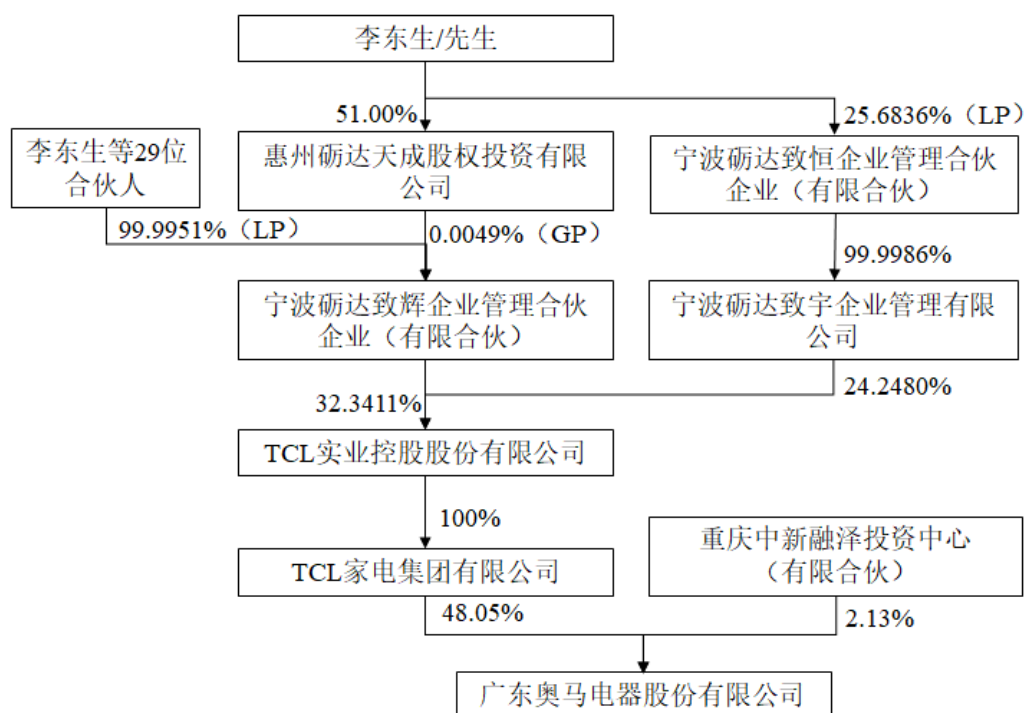 李东生/先生
51.00%
25.6836%（LP）
李东生等29位
合伙人
惠州砺达天成股权投资有限
公司
宁波砺达致恒企业管理合伙
企业（有限合伙）
99.9951%（LP）
0.0049%（GP）
99.9986%
宁波砺达致辉企业管理合伙
企业（有限合伙）
宁波砺达致宇企业管理有限
公司
32.3411%
24.2480%
TCL实业控股股份有限公司
100%
TCL家电集团有限公司
重庆中新融泽投资中心
（有限合伙）
48.05%
2.13%
广东奥马电器股份有限公司